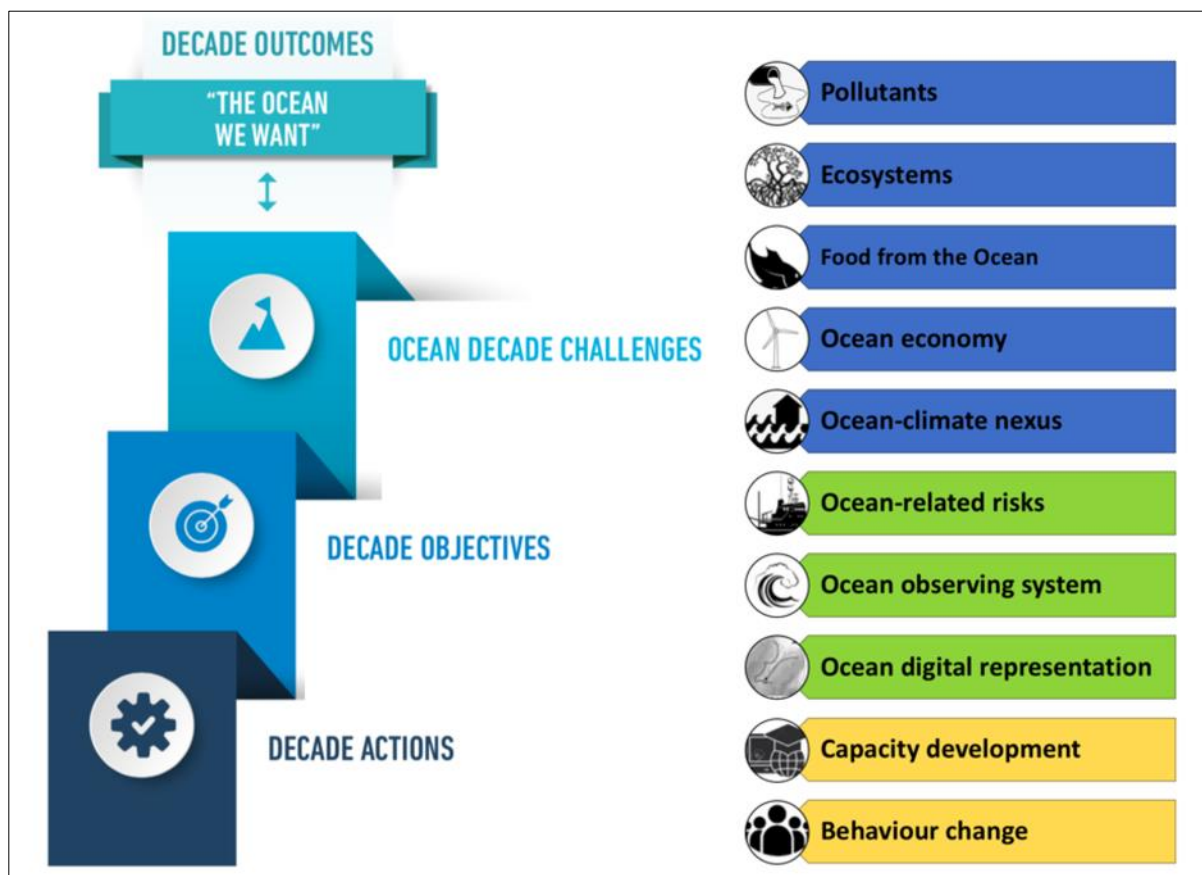 DECADE OUTCOMES
“THE OCEAN
WE WANT”
OCEAN DECADE CHALLENGES
DECADE OBJECTIVES
DECADE ACTIONS
Pollutants
Ecosystems
Food from the Ocean
Ocean economy
Ocean-climate nexus
Ocean-related risks
Ocean observing system
Ocean digital representation
Capacity development
Behaviour change